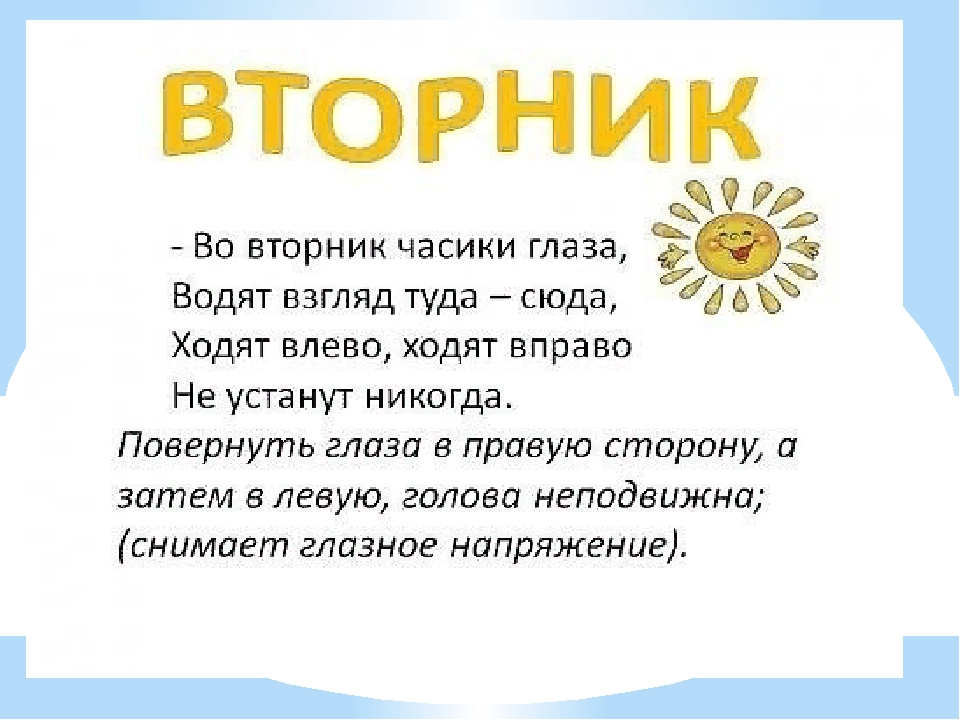 ВТОРНИК
- Во вторник часики глаза,
Водят взгляд туда – сюда,
Ходят влево, ходят вправо
Не устанут никогда.
Повернуть глаза в правую сторону, а
затем в левую, голова неподвижна;
(снимает глазное напряжение).